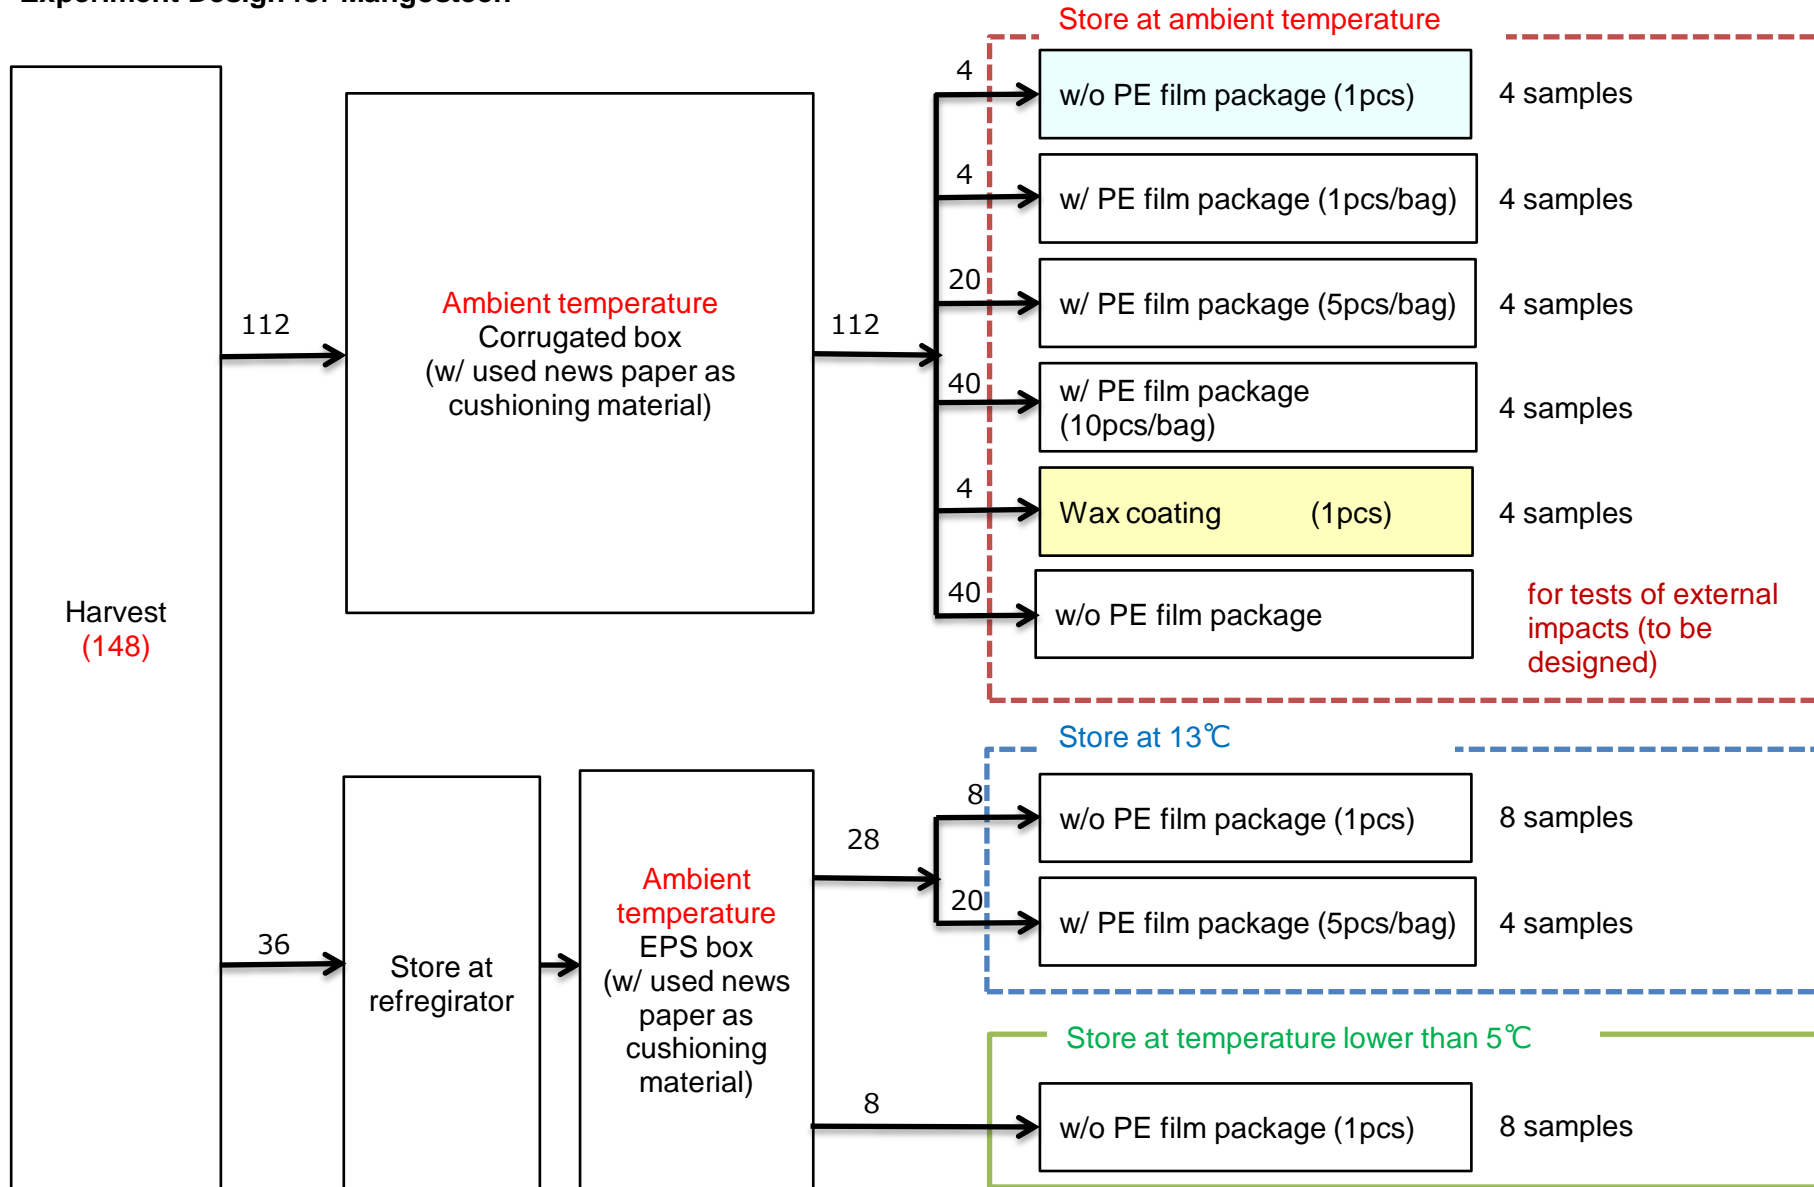 Experiment Design for Mangosteen
Store at ambient temperature
4
w/o PE film package (1pcs)
4 samples
4
w/ PE film package (1pcs/bag)
4 samples
20
w/ PE film package (5pcs/bag)
4 samples
112
Ambient temperature
Corrugated box
(w/ used news paper as
cushioning material)
112
40
w/ PE film package
(10pcs/bag)
4 samples
4
Wax coating (1pcs)
4 samples
40
w/o PE film package
for tests of external
impacts (to be
designed)
Harvest
(148)
Store at 13℃
8
w/o PE film package (1pcs)
8 samples
28
20
w/ PE film package (5pcs/bag)
4 samples
36
Store at
refregirator
Ambient
temperature
EPS box
(w/ used news
paper as
cushioning
material)
Store at temperature lower than 5℃
8
w/o PE film package (1pcs)
8 samples